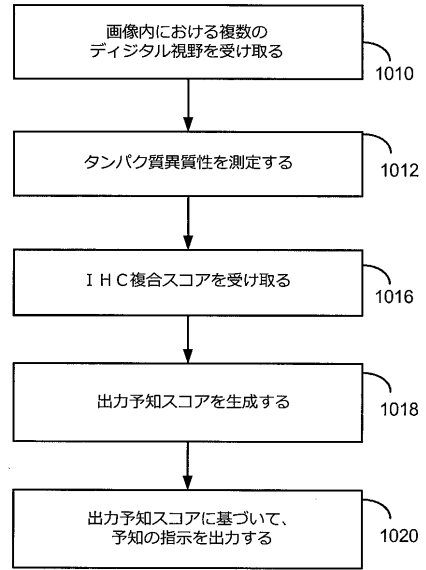 画像内における複数の
ディジタル視野を受け取る
1010
タンパク質異質性を測定する
1012
ＩＨＣ複合スコアを受け取る
1016
出力予知スコアを生成する
1018
出力予知スコアに基づいて、
予知の指示を出力する
1020